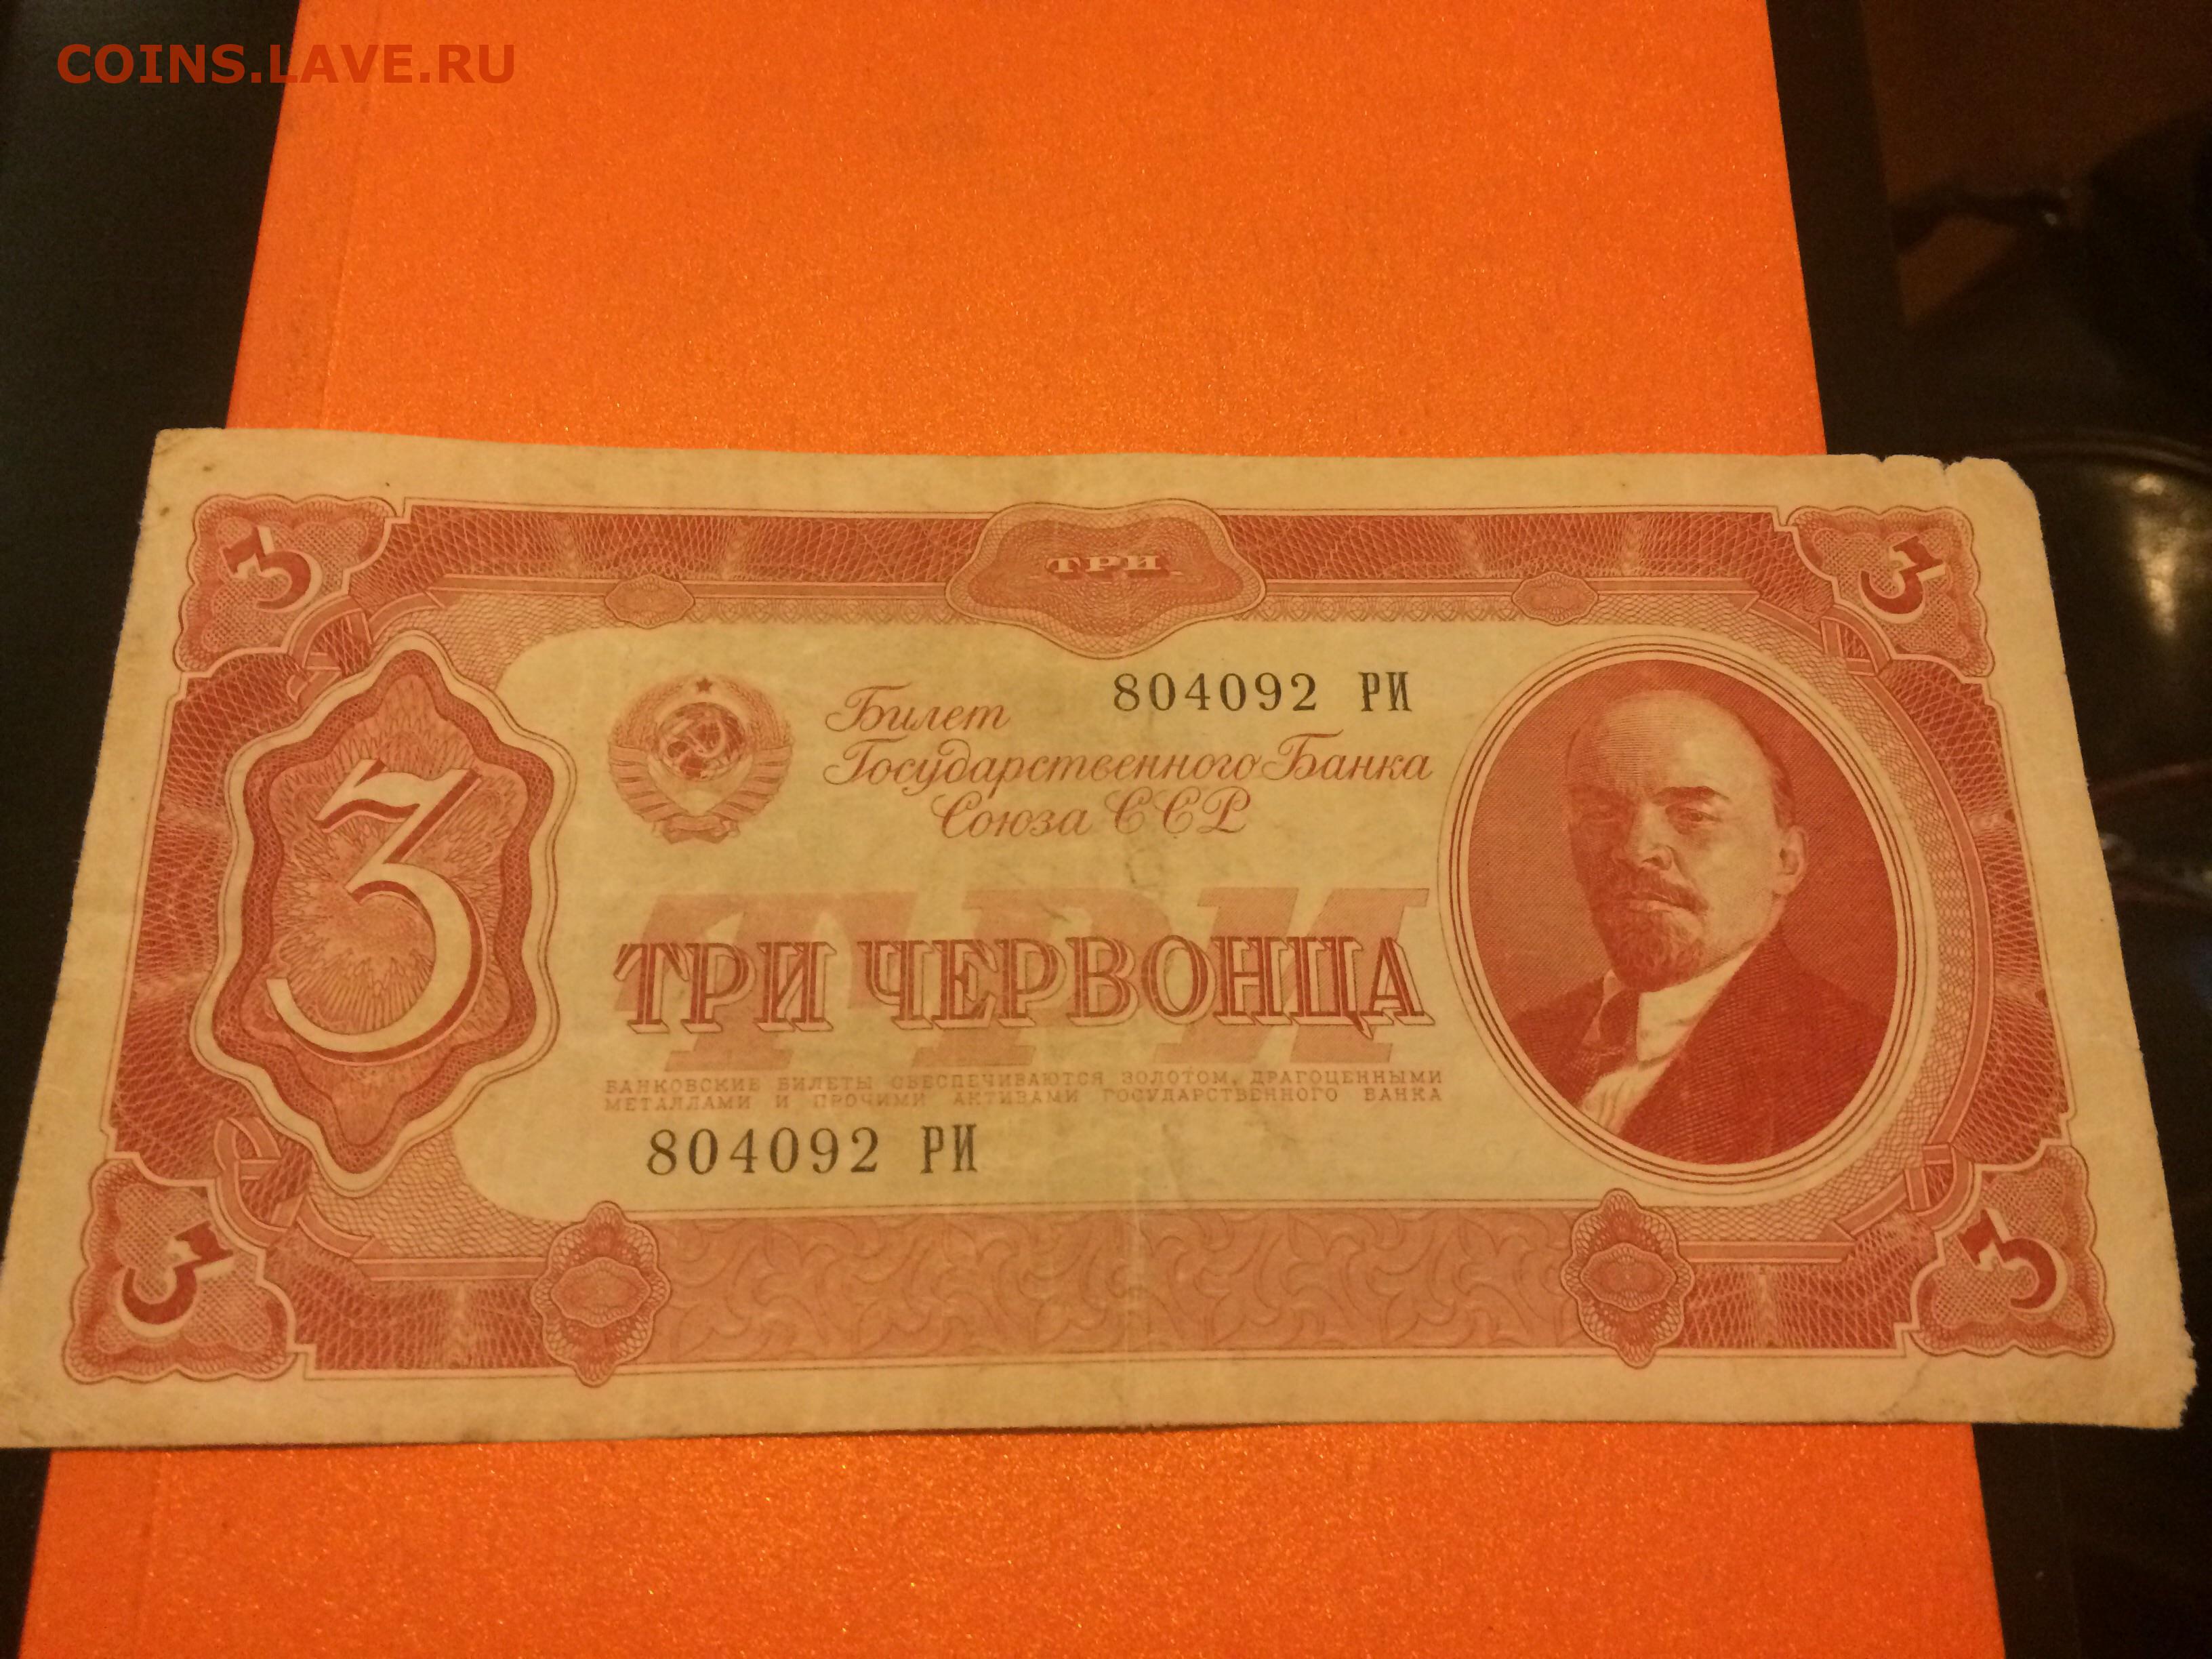 COINS.LAVE.RU
3 ТРИ 3
804092 РИ
Билет
Государственного Банка
Союза ССР
3
ТРИ
ТРИ ЧЕРВОНЦА
БАНКОВСКИЕ БИЛЕТЫ ОБЕСПЕЧИВАЮТСЯ ЗОЛОТОМ, ДРАГОЦЕННЫМИ
МЕТАЛЛАМИ И ПРОЧИМИ АКТИВАМИ ГОСУДАРСТВЕННОГО БАНКА
804092 РИ
3 3